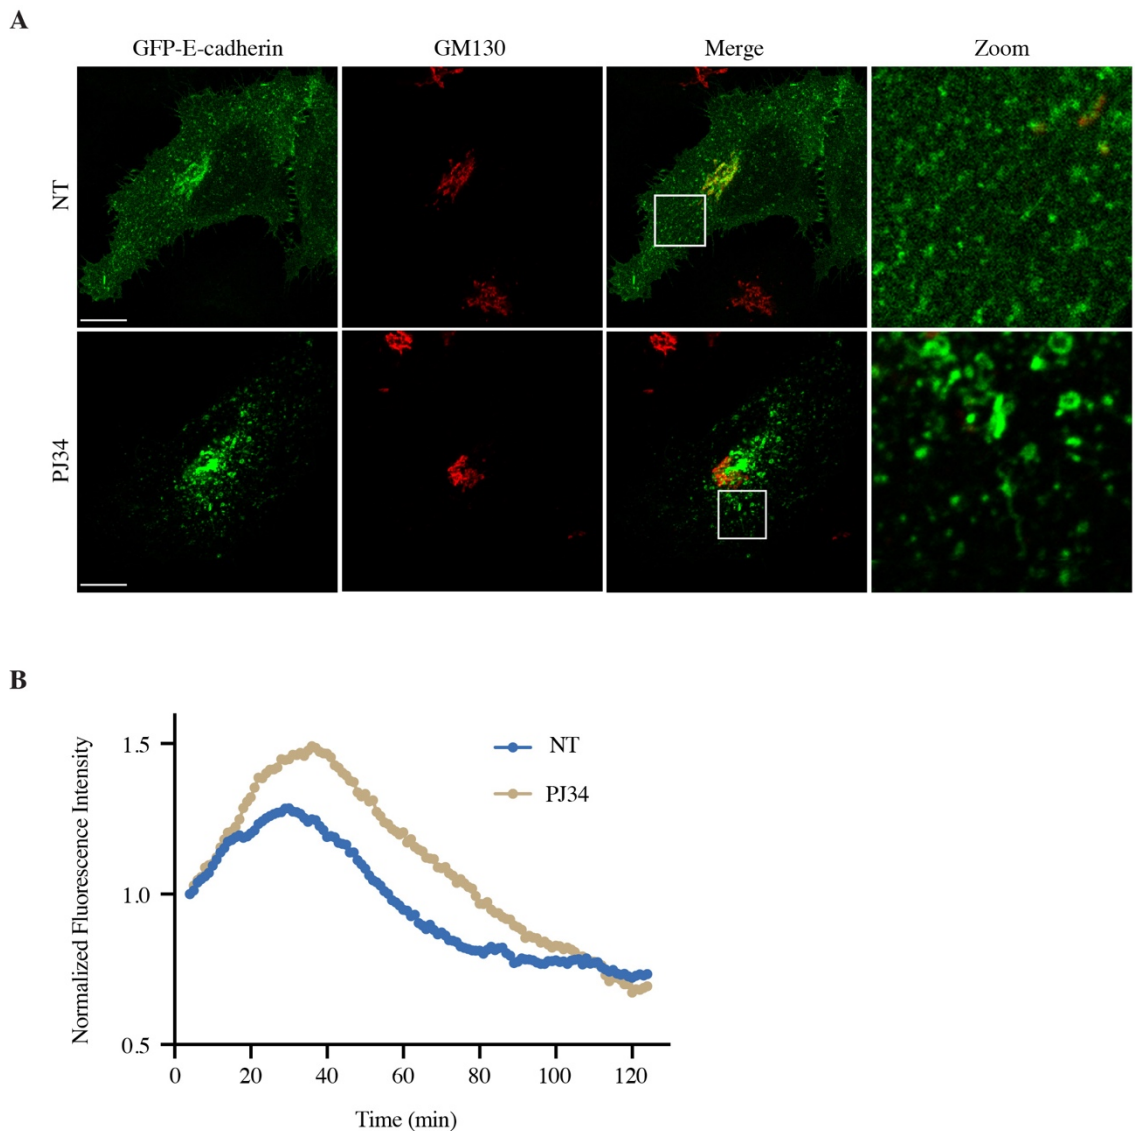 A
GFP-E-cadherin GM130 Merge Zoom
NT
PJ34
B
Normalized Fluorescence Intensity
1.5
1.0
0.5
NT
PJ34
0 20 40 60 80 100 120
Time (min)